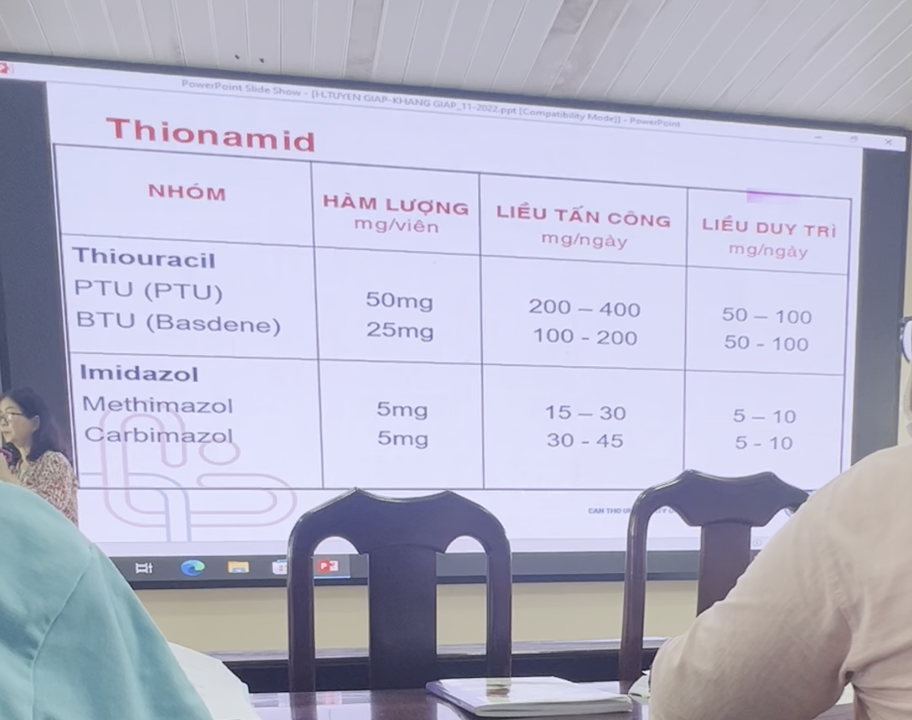 PowerPoint Slide Show - [H.TUYEN GIAP-KHANG GIAP_11-2022.ppt [Compatibility Mode]] - PowerPoint
Thionamid
NHÓM
HÀM LƯỢNG
mg/viên
LIỀU TẤN CÔNG
mg/ngày
LIỀU DUY TRÌ
mg/ngày
Thiouracil
PTU (PTU)
50mg
200 – 400
50 – 100
BTU (Basdene)
25mg
100 - 200
50 - 100
Imidazol
Methimazol
5mg
15 – 30
5 – 10
Carbimazol
5mg
30 - 45
5 - 10
CAN THO